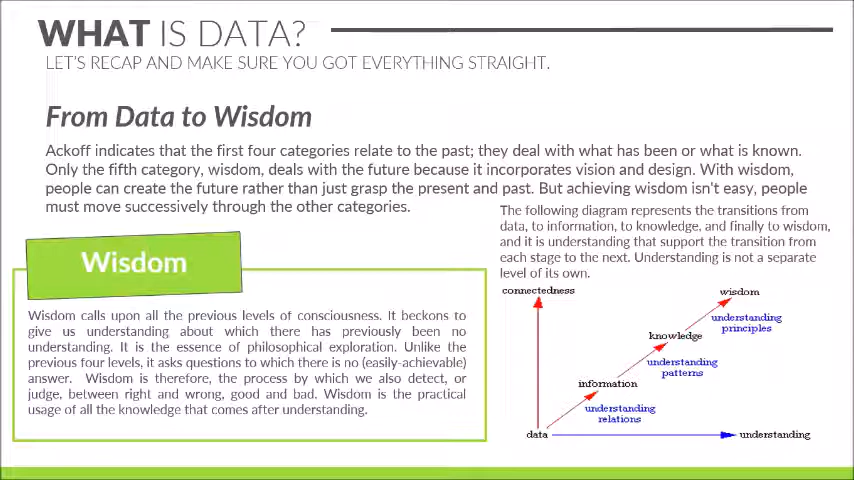 WHAT IS DATA?
LET'S RECAP AND MAKE SURE YOU GOT EVERYTHING STRAIGHT.
From Data to Wisdom
Ackoff indicates that the first four categories relate to the past; they deal with what has been or what is known.
Only the fifth category, wisdom, deals with the future because it incorporates vision and design. With wisdom,
people can create the future rather than just grasp the present and past. But achieving wisdom isn't easy, people
must move successively through the other categories.
Wisdom
Wisdom calls upon all the previous levels of consciousness. It beckons to
give us understanding about which there has previously been no
understanding. It is the essence of philosophical exploration. Unlike the
previous four levels, it asks questions to which there is no (easily-achievable)
answer. Wisdom is therefore, the process by which we also detect, or
judge, between right and wrong, good and bad. Wisdom is the practical
usage of all the knowledge that comes after understanding.
The following diagram represents the transitions from
data, to information, to knowledge, and finally to wisdom,
and it is understanding that support the transition from
each stage to the next. Understanding is not a separate
level of its own.
connectedness
wisdom
understanding
principles
knowledge
understanding
patterns
information
understanding
relations
data
understanding